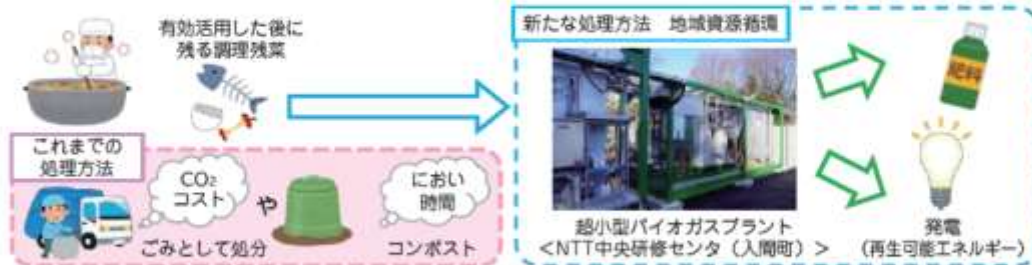 有効活用した後に
残る調理残菜
これまでの
処理方法
CO₂
コスト
や
におい
時間
ごみとして処分
コンポスト
新たな処理方法 地域資源循環
肥料
超小型バイオガスプラント
<NTT中央研修センタ(入間町)>
発電
(再生可能エネルギー)